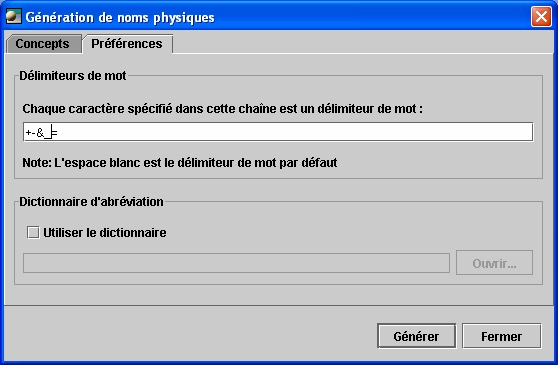 Génération de noms physiques
Concepts
Préférences
Délimiteurs de mot
Chaque caractère spécifié dans cette chaîne est un délimiteur de mot :
+-&_=
Note: L'espace blanc est le délimiteur de mot par défaut
Dictionnaire d'abréviation
Utiliser le dictionnaire
Ouvrir...
Générer
Fermer